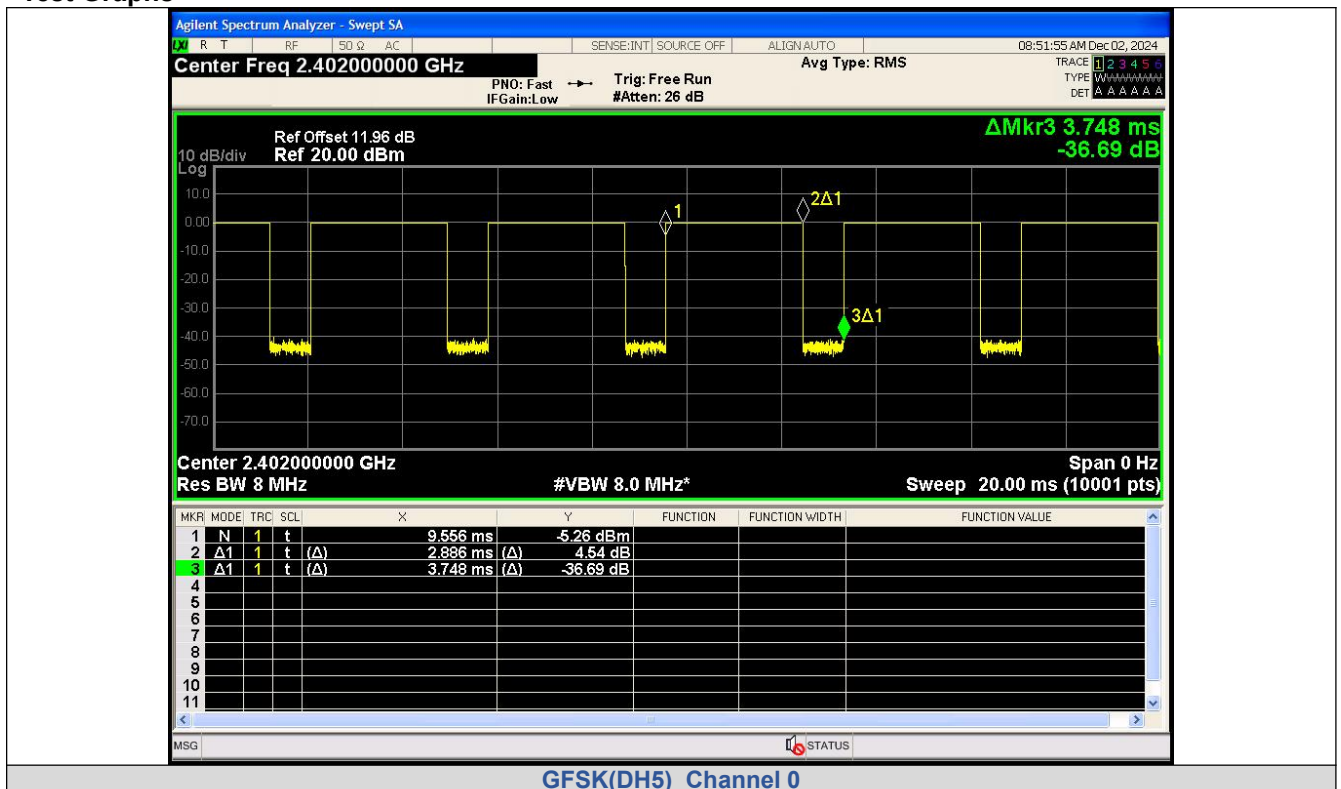 Test Graphs
Agilent Spectrum Analyzer - Swept SA
LXI R T RF 50 Ω AC SENSE:INT SOURCE OFF ALIGN AUTO 08:51:55 AM Dec 02, 2024
Center Freq 2.402000000 GHz Avg Type: RMS TRACE 1 2 3 4 5 6
PNO: Fast Trig: Free Run TYPE WWWWWW
IFGain:Low #Atten: 26 dB DET A A A A A A
ΔMkr3 3.748 ms
Ref Offset 11.96 dB
10 dB/div Ref 20.00 dBm -36.69 dB
Log
10.0
0.00
-10.0
-20.0
-30.0
-40.0
-50.0
-60.0
-70.0
1
2Δ1
3Δ1
Center 2.402000000 GHz Span 0 Hz
Res BW 8 MHz #VBW 8.0 MHz* Sweep 20.00 ms (10001 pts)
MKR MODE TRC SCL X Y FUNCTION FUNCTION WIDTH FUNCTION VALUE
1 N 1 t 9.556 ms -5.26 dBm
2 Δ1 1 t (Δ) 2.886 ms (Δ) 4.54 dB
3 Δ1 1 t (Δ) 3.748 ms (Δ) -36.69 dB
4
5
6
7
8
9
10
11
MSG STATUS
GFSK(DH5) Channel 0